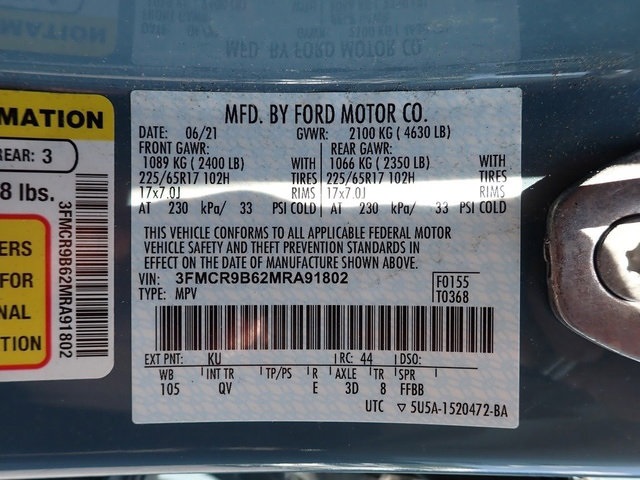 MFD. BY FORD MOTOR CO.
DATE: 06/21 GVWR: 2100 KG ( 4630 LB)
FRONT GAWR: REAR GAWR:
1089 KG ( 2400 LB) WITH 1066 KG ( 2350 LB) WITH
225/65R17 102H TIRES 225/65R17 102H TIRES
17x7.0J RIMS 17x7.0J RIMS
AT 230 kPa/ 33 PSI COLD AT 230 kPa/ 33 PSI COLD
THIS VEHICLE CONFORMS TO ALL APPLICABLE FEDERAL MOTOR
VEHICLE SAFETY AND THEFT PREVENTION STANDARDS IN
EFFECT ON THE DATE OF MANUFACTURE SHOWN ABOVE.
VIN: 3FMCR9B62MRA91802 F0155
TYPE: MPV T0368
EXT PNT: KU RC: 44 DSO:
WB INT TR TP/PS R AXLE TR SPR
105 QV E 3D 8 FFBB
UTC ▽ 5U5A-1520472-BA
MATION
REAR: 3
8 lbs.
3FMCR9B62MRA91802
ERS
FOR
NAL
TION